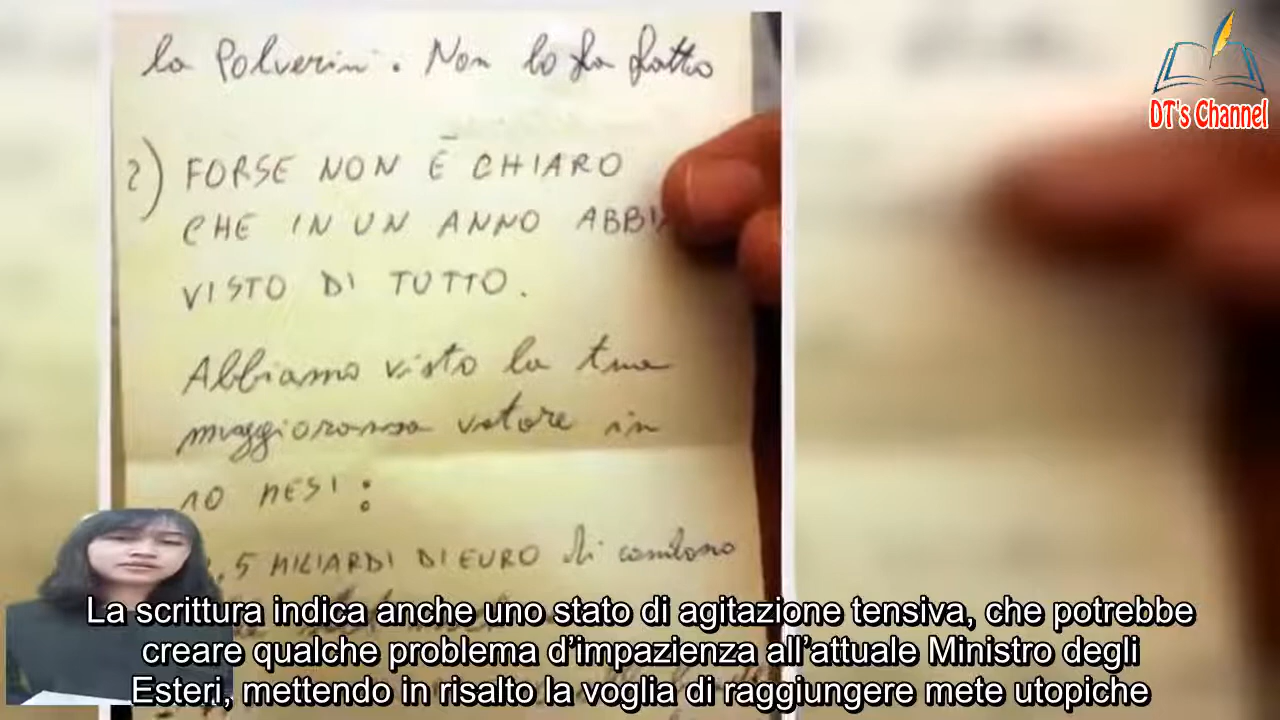 DT's Channel
la Polverini. Non lo ha fatto
2) FORSE NON È CHIARO
CHE IN UN ANNO ABBIA
VISTO DI TUTTO.
Abbiamo visto la tua
maggioranza votare in
10 MESI:
,5 MILIARDI DI EURO di condono
La scrittura indica anche uno stato di agitazione tensiva, che potrebbe
creare qualche problema d'impazienza all'attuale Ministro degli
Esteri, mettendo in risalto la voglia di raggiungere mete utopiche